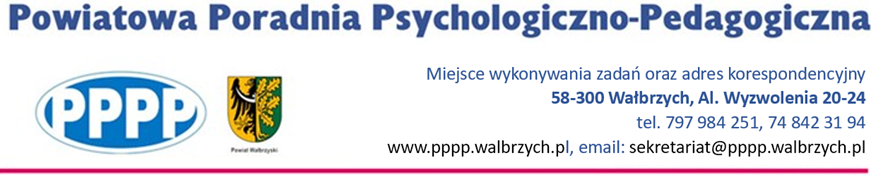 Powiatowa Poradnia Psychologiczno-Pedagogiczna
Miejsce wykonywania zadań oraz adres korespondencyjny
58-300 Wałbrzych, Al. Wyzwolenia 20-24
tel. 797 984 251, 74 842 31 94
www.pppp.walbrzych.pl, email: sekretariat@pppp.walbrzych.pl
PPPP
Powiat Wałbrzyski